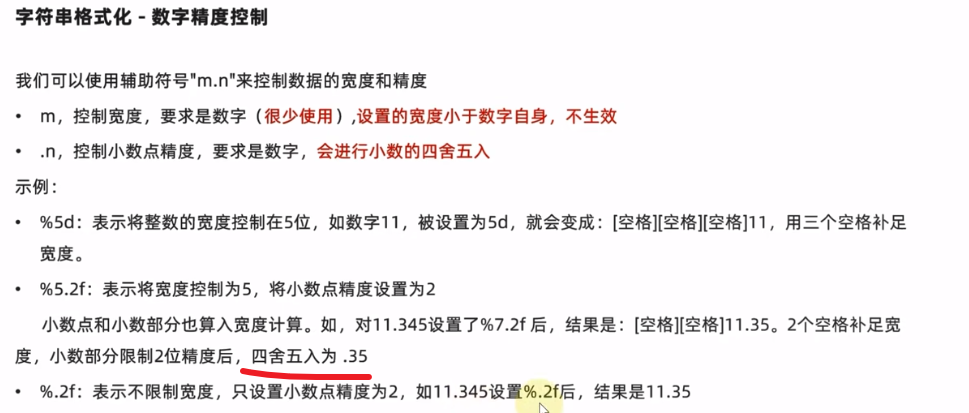 字符串格式化 - 数字精度控制
我们可以使用辅助符号"m.n"来控制数据的宽度和精度
• m，控制宽度，要求是数字（很少使用）,设置的宽度小于数字自身，不生效
• .n，控制小数点精度，要求是数字，会进行小数的四舍五入
示例：
• %5d：表示将整数的宽度控制在5位，如数字11，被设置为5d，就会变成：[空格][空格][空格]11，用三个空格补足
宽度。
• %5.2f：表示将宽度控制为5，将小数点精度设置为2
小数点和小数部分也算入宽度计算。如，对11.345设置了%7.2f 后，结果是：[空格][空格]11.35。2个空格补足宽
度，小数部分限制2位精度后，四舍五入为 .35
• %.2f：表示不限制宽度，只设置小数点精度为2，如11.345设置%.2f后，结果是11.35